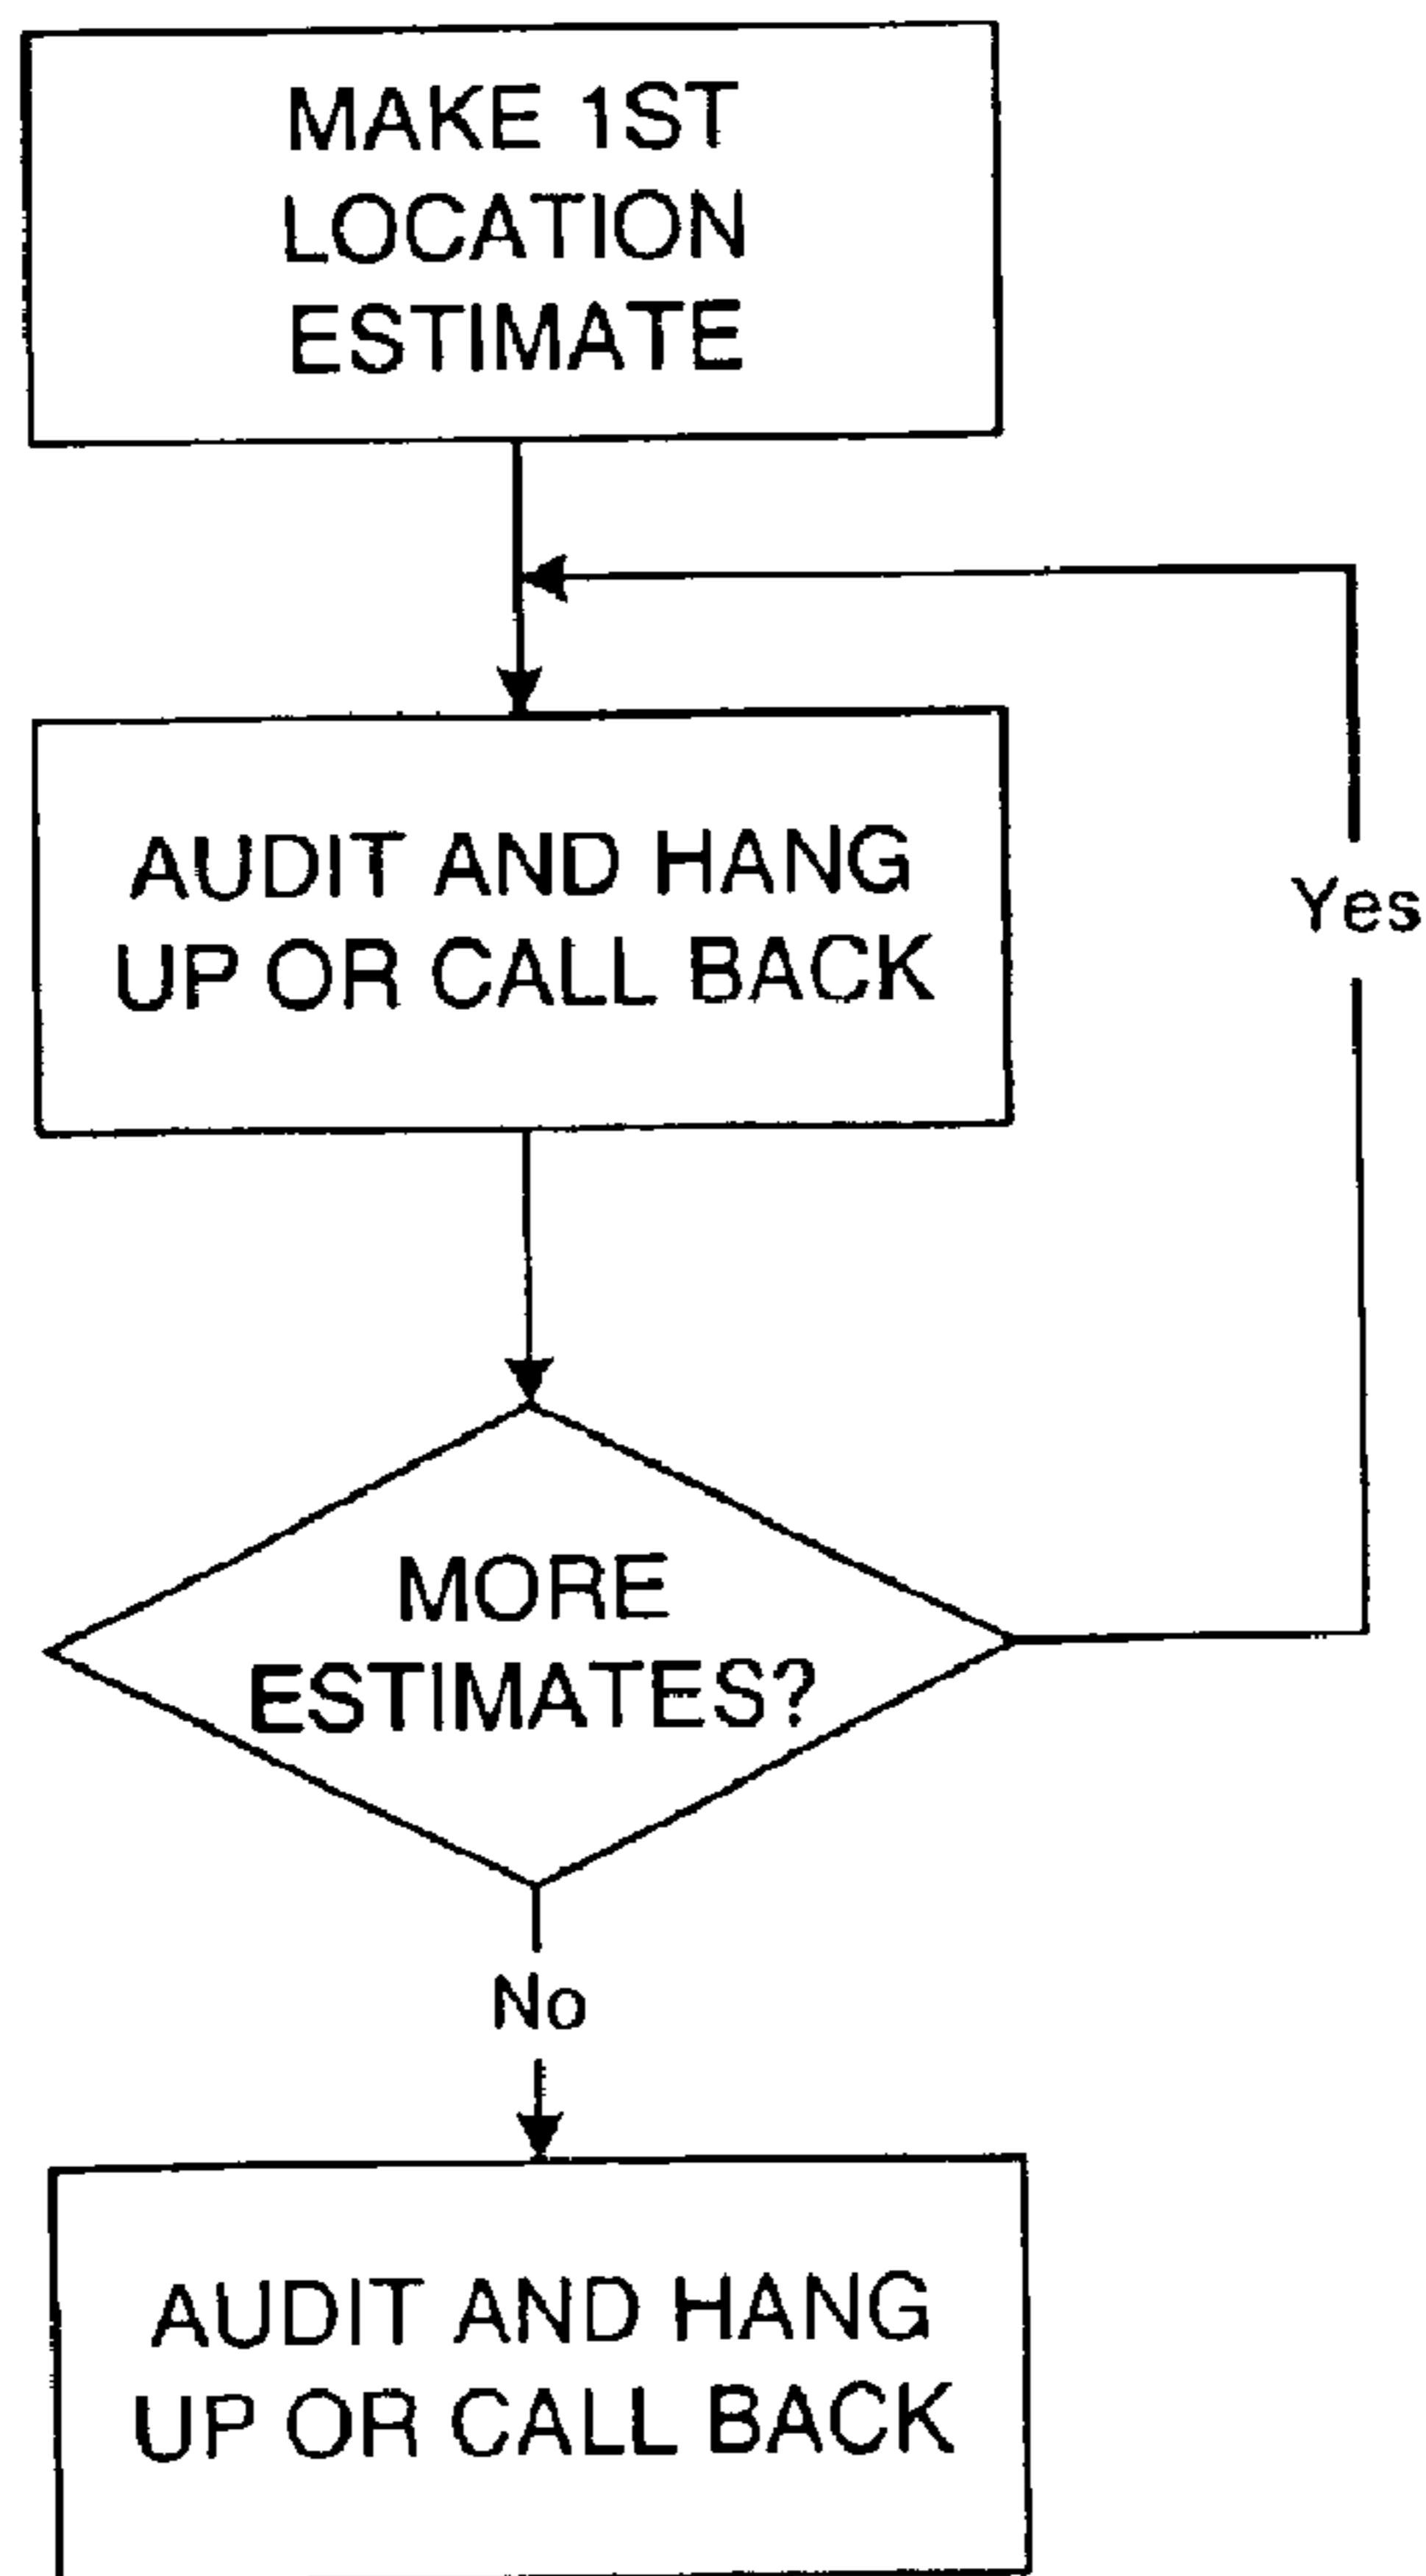 MAKE 1ST
LOCATION
ESTIMATE
AUDIT AND HANG
UP OR CALL BACK
Yes
MORE
ESTIMATES?
No
AUDIT AND HANG
UP OR CALL BACK